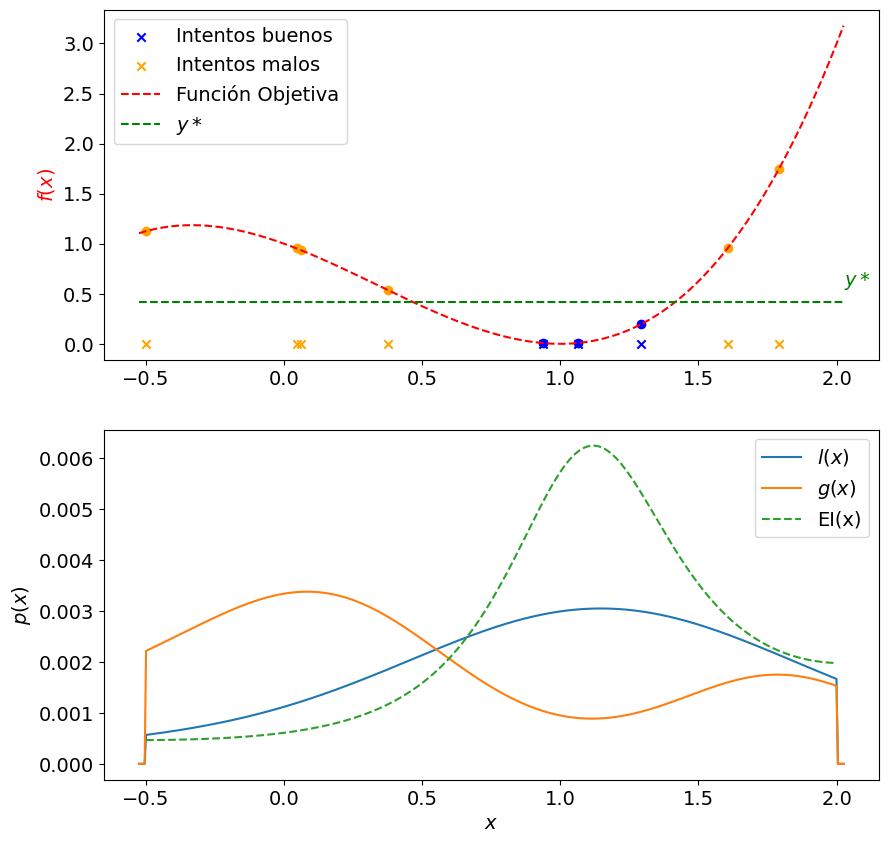 Intentos buenos
Intentos malos
Función Objetiva
y*
f(x)
3.0
2.5
2.0
1.5
1.0
0.5
0.0
y*
−0.5 0.0 0.5 1.0 1.5 2.0
l(x)
g(x)
EI(x)
p(x)
0.006
0.005
0.004
0.003
0.002
0.001
0.000
−0.5 0.0 0.5 1.0 1.5 2.0
x